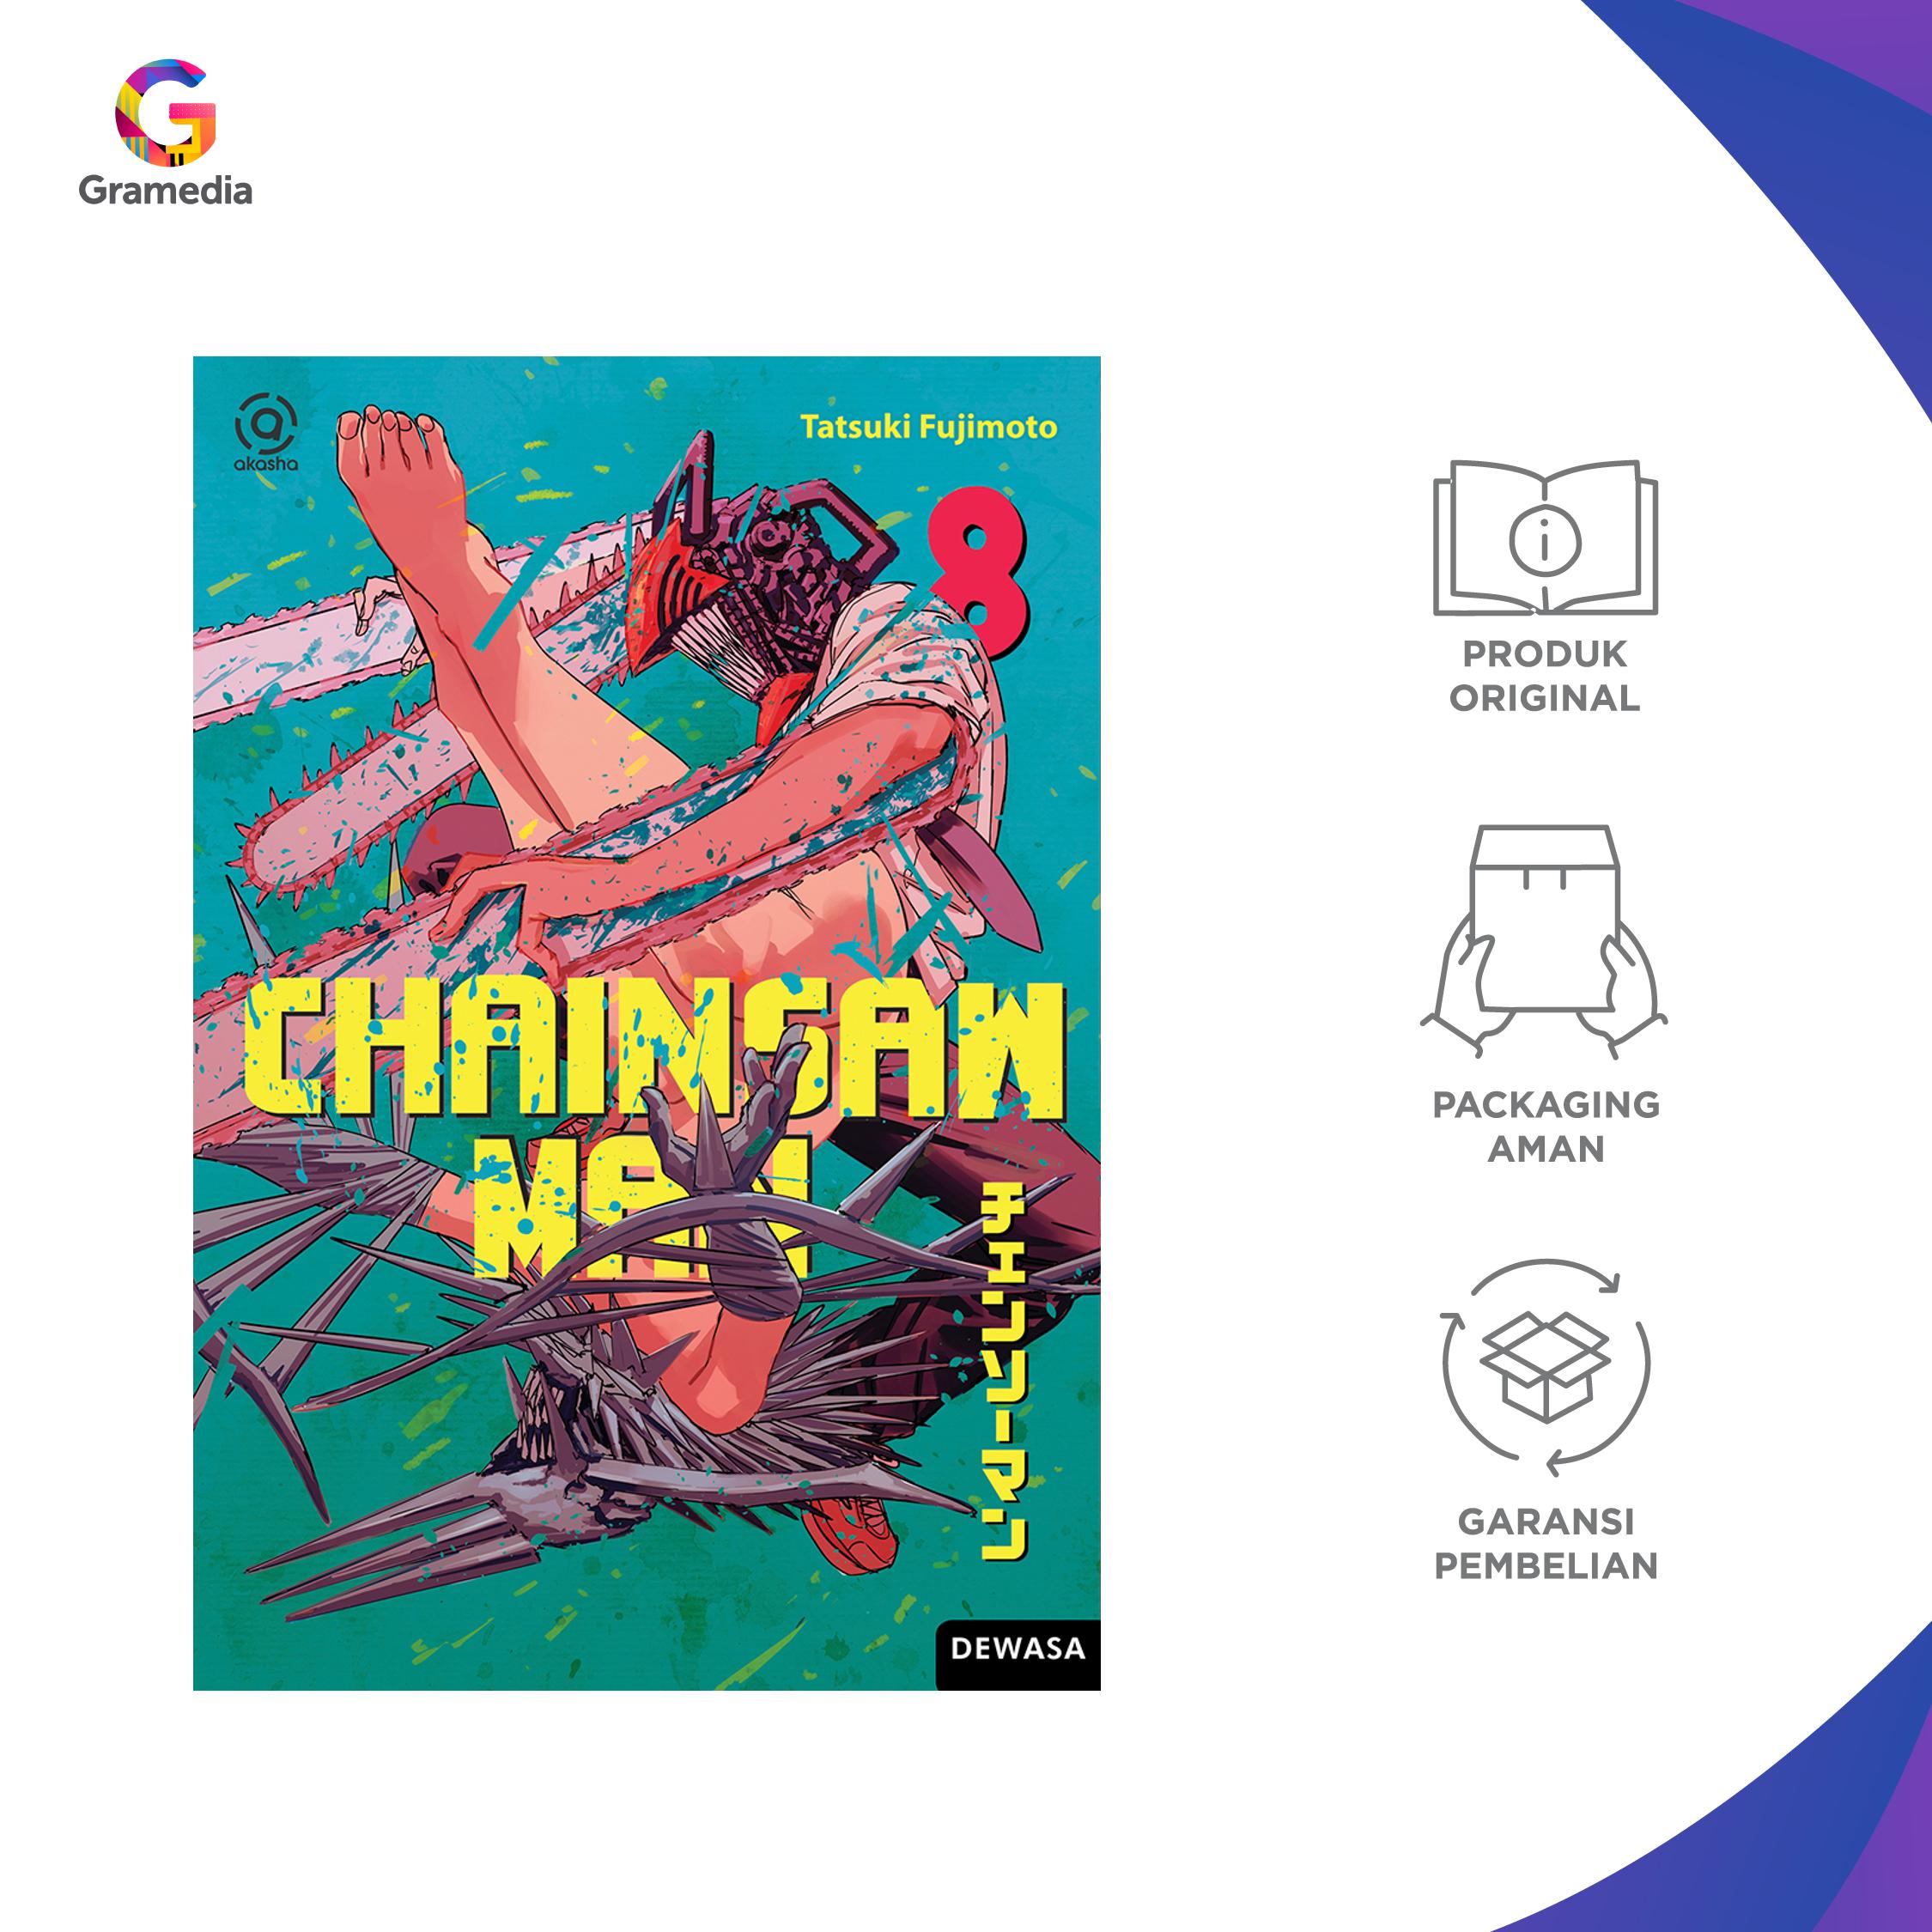 Gramedia
akasha
Tatsuki Fujimoto
8
CHAINSAW
MAN
チェンソーマン
DEWASA
PRODUK
ORIGINAL
PACKAGING
AMAN
GARANSI
PEMBELIAN